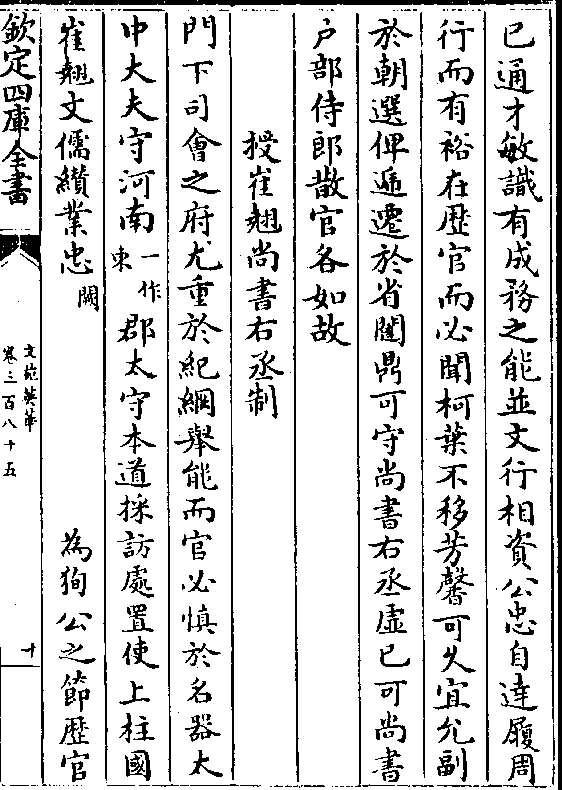 已通才敏識有成務之能並文行相資公忠自達履周
行而有裕在歴官而必聞柯葉不移芳馨可久宜允副
於朝選俾遞遷於省闥鼎可守尚書右丞虛已可尚書
戶部侍郎散官各如故
授崔翹尚書右丞制
門下司會之府尤重於紀綱舉能而官必慎於名器太
中大夫守河南一作東郡太守本道採訪處置使上柱國
崔翹文儒纘業忠闕為狥公之節歴官
欽定四庫全書
文苑英華
卷三百八十五
十